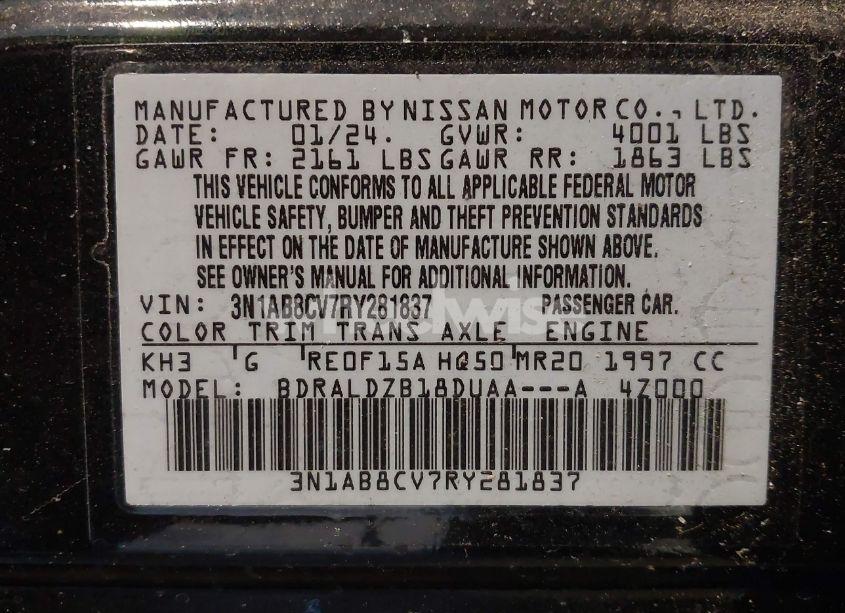 MANUFACTURED BY NISSAN MOTOR CO., LTD.
DATE: 01/24. GVWR: 4001 LBS
GAWR FR: 2161 LBS GAWR RR: 1863 LBS
THIS VEHICLE CONFORMS TO ALL APPLICABLE FEDERAL MOTOR
VEHICLE SAFETY, BUMPER AND THEFT PREVENTION STANDARDS
IN EFFECT ON THE DATE OF MANUFACTURE SHOWN ABOVE.
SEE OWNER'S MANUAL FOR ADDITIONAL INFORMATION.
VIN: 3N1AB8CV7RY281837 PASSENGER CAR.
COLOR TRIM TRANS AXLE ENGINE
KH3 G RE0F15A HQ50 MR20 1997 CC
MODEL: BDRALDZB18DUAA---A 4Z000
3N1AB8CV7RY281837